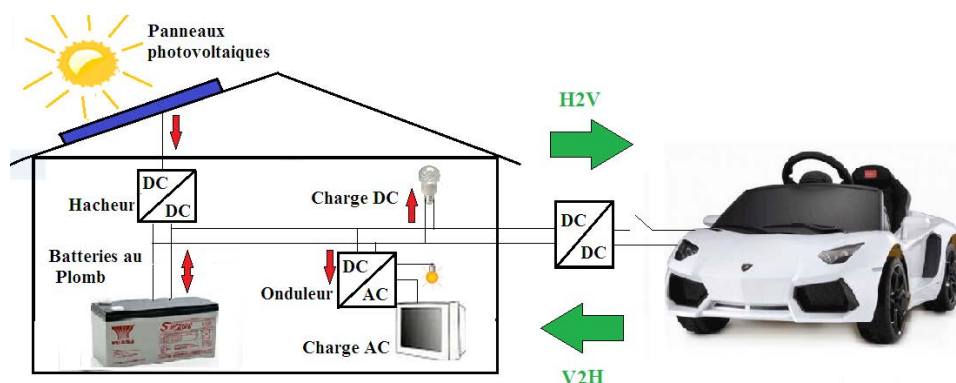 Panneaux
photovoltaiques
H2V
DC
DC
Hacheur
Charge DC
DC
DC
Batteries au
Plomb
DC
AC
Onduleur
Charge AC
V2H